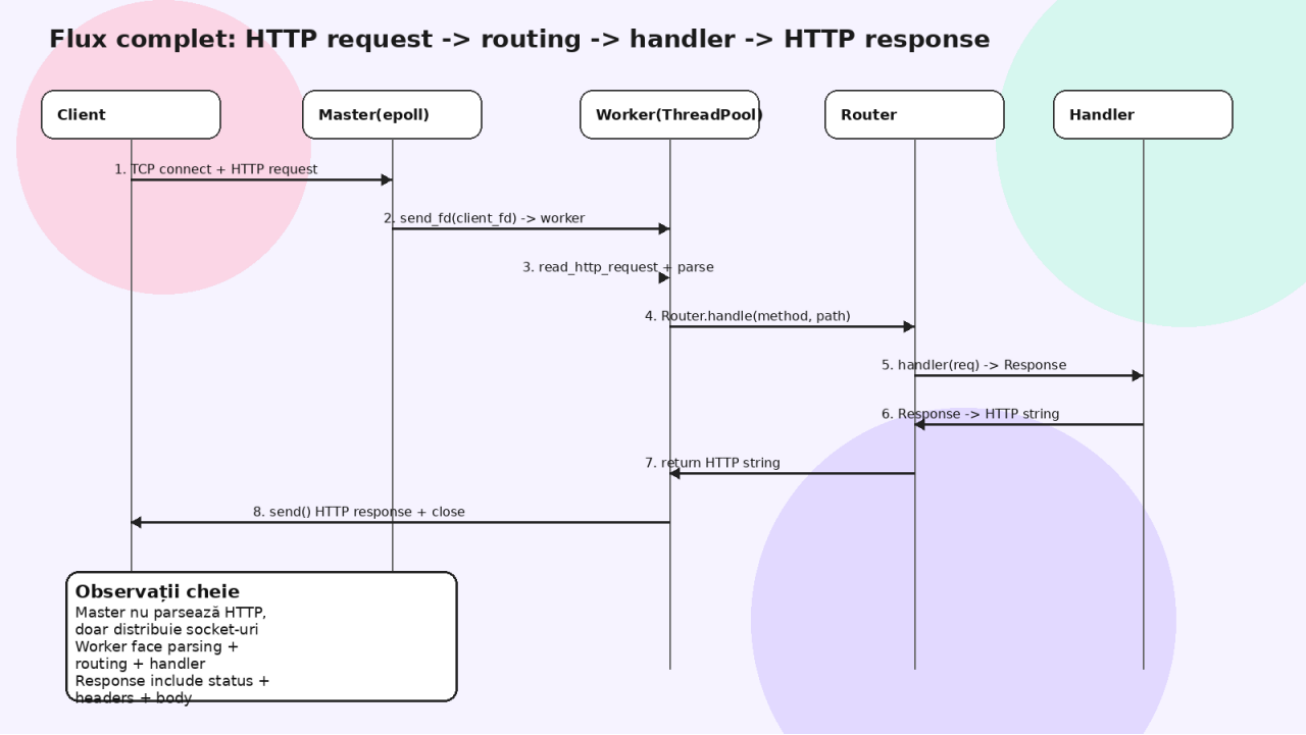 Flux complet: HTTP request -> routing -> handler -> HTTP response
Client
Master(epoll)
Worker(ThreadPool)
Router
Handler
1. TCP connect + HTTP request
2. send_fd(client_fd) -> worker
3. read_http_request + parse
4. Router.handle(method, path)
5. handler(req) -> Response
6. Response -> HTTP string
7. return HTTP string
8. send() HTTP response + close
Observații cheie
Master nu parsează HTTP,
doar distribuie socket-uri
Worker face parsing +
routing + handler
Response include status +
headers + body